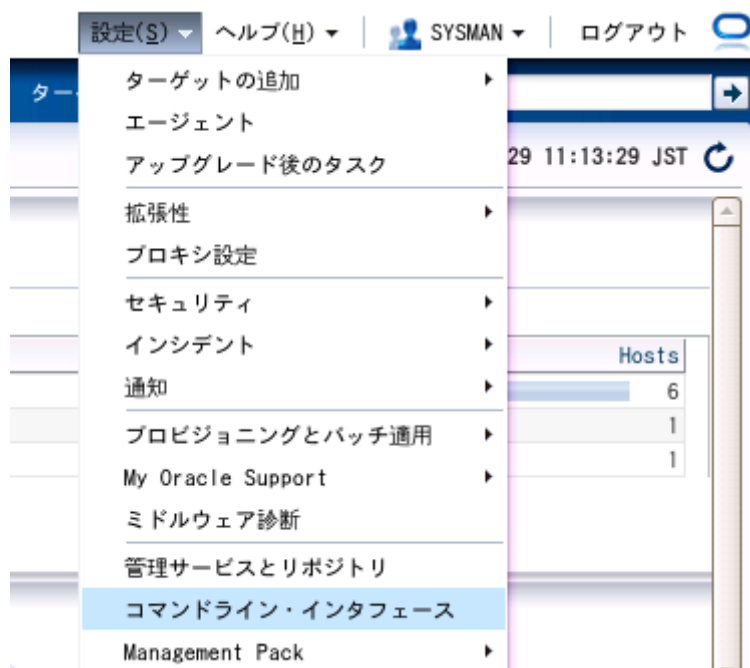 設定(S) ヘルプ(H) SYSMAN ログアウト
ター
ターゲットの追加
エージェント
29 11:13:29 JST
アップグレード後のタスク
拡張性
プロキシ設定
セキュリティ
インシデント
Hosts
通知
6
プロビジョニングとパッチ適用
1
My Oracle Support
1
ミドルウェア診断
管理サービスとリポジトリ
コマンドライン・インタフェース
Management Pack